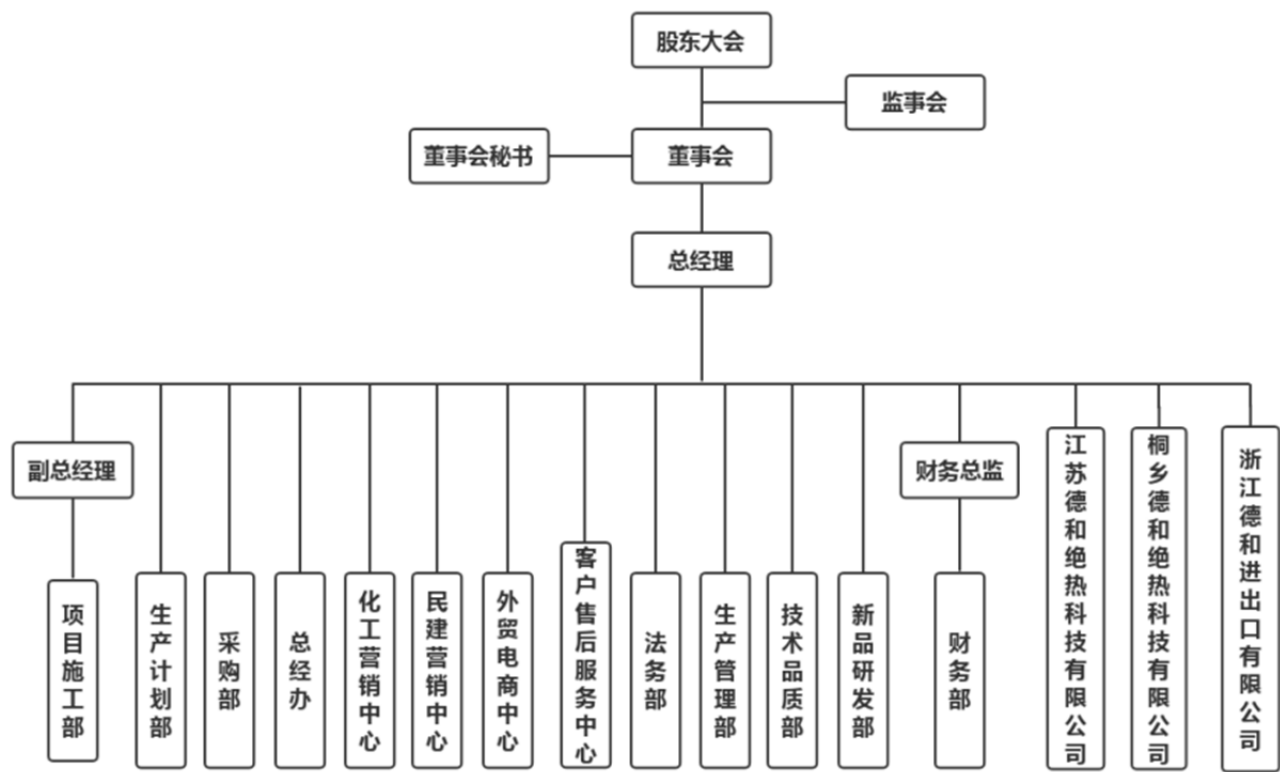 股东大会
监事会
董事会秘书
董事会
总经理
副总经理
财务总监
项目施工部
生产计划部
采购部
总经办
化工营销中心
民建营销中心
外贸电商中心
客户售后服务中心
法务部
生产管理部
技术品质部
新品研发部
财务部
江苏德和绝热科技有限公司
桐乡德和绝热科技有限公司
浙江德和进出口有限公司